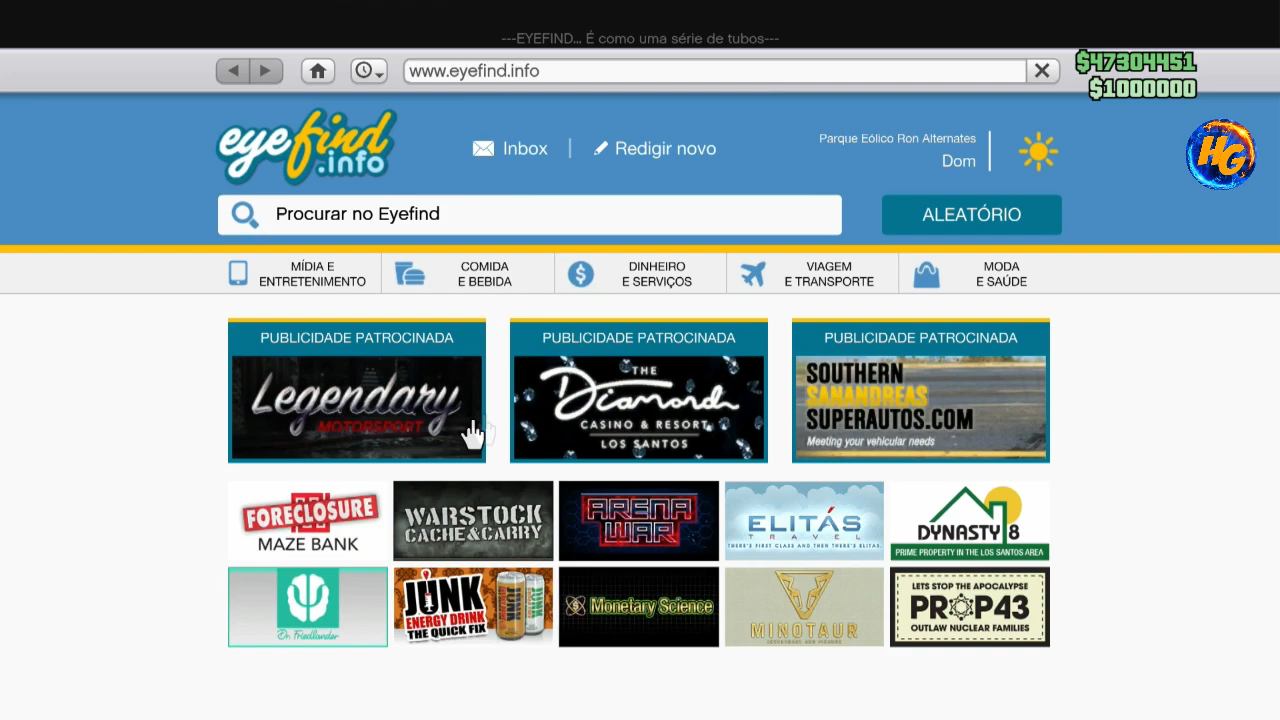 ---EYEFIND... É como uma série de tubos---
www.eyefind.info
$47304451
$1000000
eyefind
.info
Inbox
Redigir novo
Parque Eólico Ron Alternates
Dom
HG
Procurar no Eyefind
ALEATÓRIO
MÍDIA E
ENTRETENIMENTO
COMIDA
E BEBIDA
DINHEIRO
E SERVIÇOS
VIAGEM
E TRANSPORTE
MODA
E SAÚDE
PUBLICIDADE PATROCINADA
Legendary
MOTORSPORT
PUBLICIDADE PATROCINADA
THE
Diamond
CASINO & RESORT
LOS SANTOS
PUBLICIDADE PATROCINADA
SOUTHERN
SANANDREAS
SUPERAUTOS.COM
Meeting your vehicular needs
FORECLOSURE
MAZE BANK
WARSTOCK
CACHE&CARRY
ARENA
WAR
ELITÁS
TRAVEL
THERE'S FIRST CLASS AND THEN THERE'S ELITAS.
DYNASTY 8
PRIME PROPERTY IN THE LOS SANTOS AREA
Dr. Friedlander
JUNK
ENERGY DRINK
THE QUICK FIX
Monetary Science
MINOTAUR
LETS STOP THE APOCALYPSE
PROP43
OUTLAW NUCLEAR FAMILIES